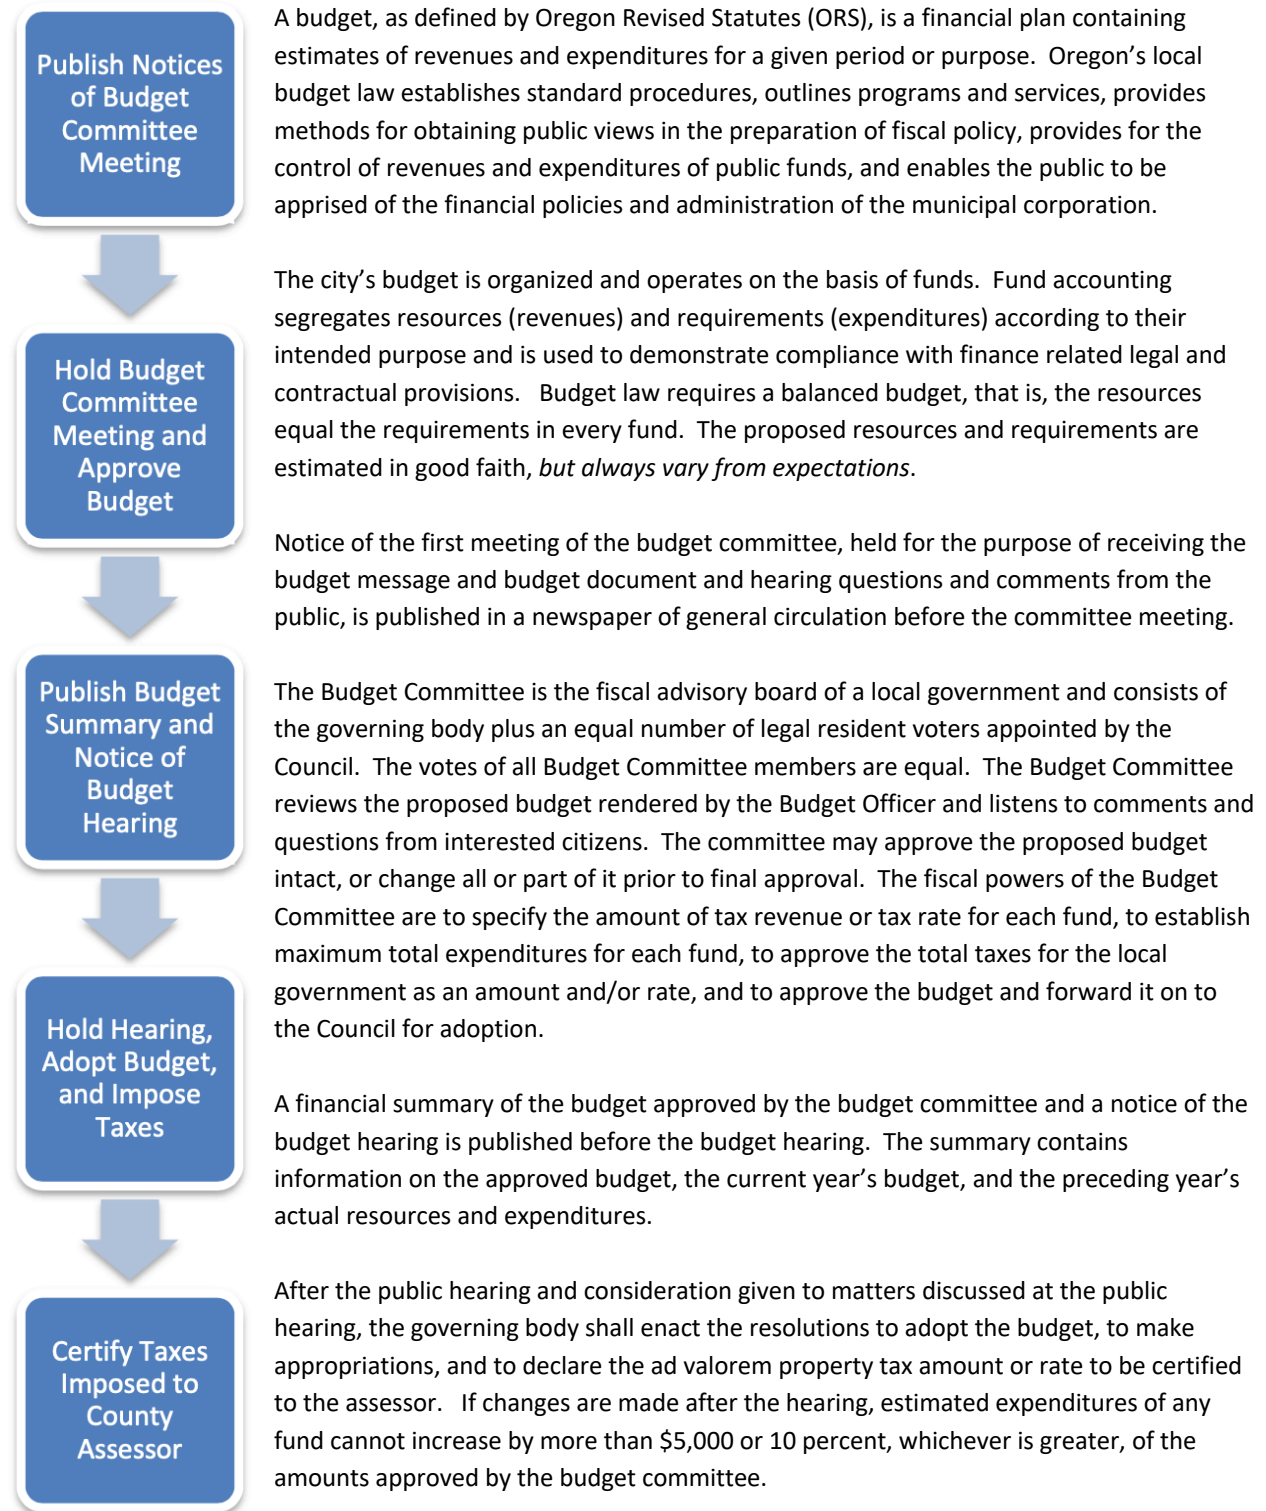 Publish Notices
of Budget
Committee
Meeting
Hold Budget
Committee
Meeting and
Approve
Budget
Publish Budget
Summary and
Notice of
Budget
Hearing
Hold Hearing,
Adopt Budget,
and Impose
Taxes
Certify Taxes
Imposed to
County
Assessor
A budget, as defined by Oregon Revised Statutes (ORS), is a financial plan containing
estimates of revenues and expenditures for a given period or purpose.  Oregon’s local
budget law establishes standard procedures, outlines programs and services, provides
methods for obtaining public views in the preparation of fiscal policy, provides for the
control of revenues and expenditures of public funds, and enables the public to be
apprised of the financial policies and administration of the municipal corporation.
The city’s budget is organized and operates on the basis of funds.  Fund accounting
segregates resources (revenues) and requirements (expenditures) according to their
intended purpose and is used to demonstrate compliance with finance related legal and
contractual provisions.   Budget law requires a balanced budget, that is, the resources
equal the requirements in every fund.  The proposed resources and requirements are
estimated in good faith, but always vary from expectations.
Notice of the first meeting of the budget committee, held for the purpose of receiving the
budget message and budget document and hearing questions and comments from the
public, is published in a newspaper of general circulation before the committee meeting.
The Budget Committee is the fiscal advisory board of a local government and consists of
the governing body plus an equal number of legal resident voters appointed by the
Council.  The votes of all Budget Committee members are equal.  The Budget Committee
reviews the proposed budget rendered by the Budget Officer and listens to comments and
questions from interested citizens.  The committee may approve the proposed budget
intact, or change all or part of it prior to final approval.  The fiscal powers of the Budget
Committee are to specify the amount of tax revenue or tax rate for each fund, to establish
maximum total expenditures for each fund, to approve the total taxes for the local
government as an amount and/or rate, and to approve the budget and forward it on to
the Council for adoption.
A financial summary of the budget approved by the budget committee and a notice of the
budget hearing is published before the budget hearing.  The summary contains
information on the approved budget, the current year’s budget, and the preceding year’s
actual resources and expenditures.
After the public hearing and consideration given to matters discussed at the public
hearing, the governing body shall enact the resolutions to adopt the budget, to make
appropriations, and to declare the ad valorem property tax amount or rate to be certified
to the assessor.   If changes are made after the hearing, estimated expenditures of any
fund cannot increase by more than $5,000 or 10 percent, whichever is greater, of the
amounts approved by the budget committee.